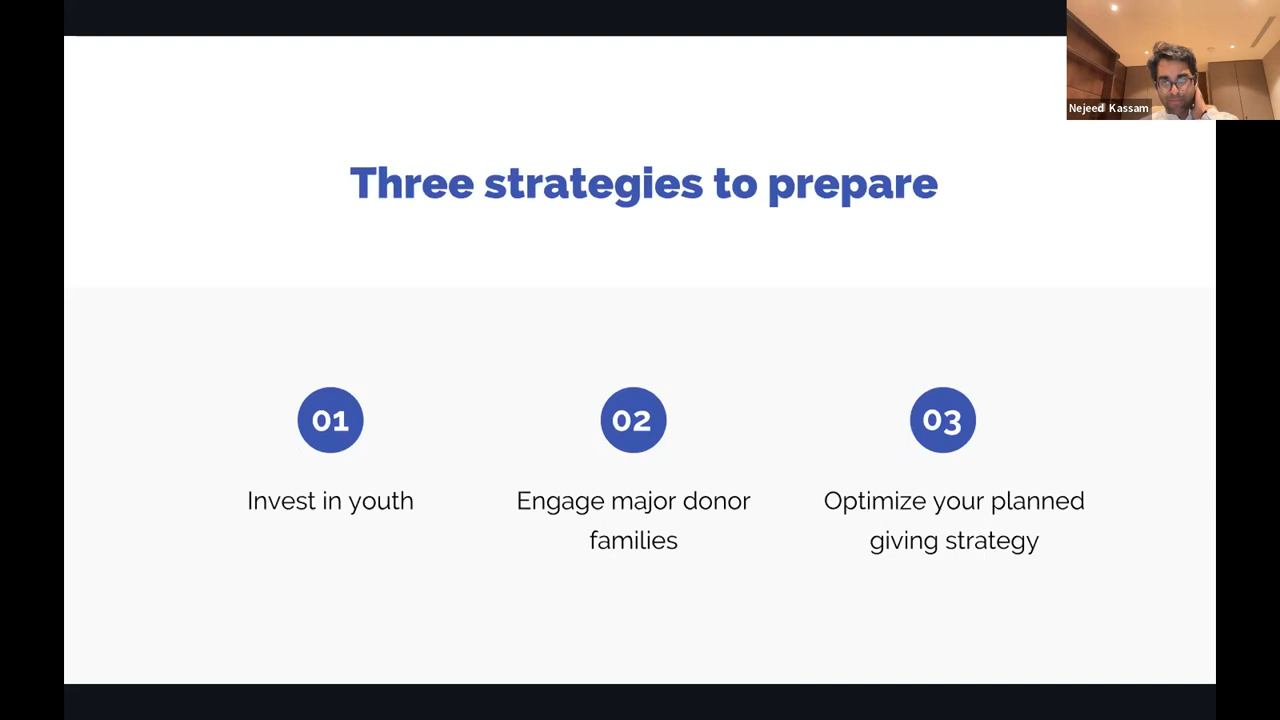 Nejeed Kassam
Three strategies to prepare
01
Invest in youth
02
Engage major donor
families
03
Optimize your planned
giving strategy